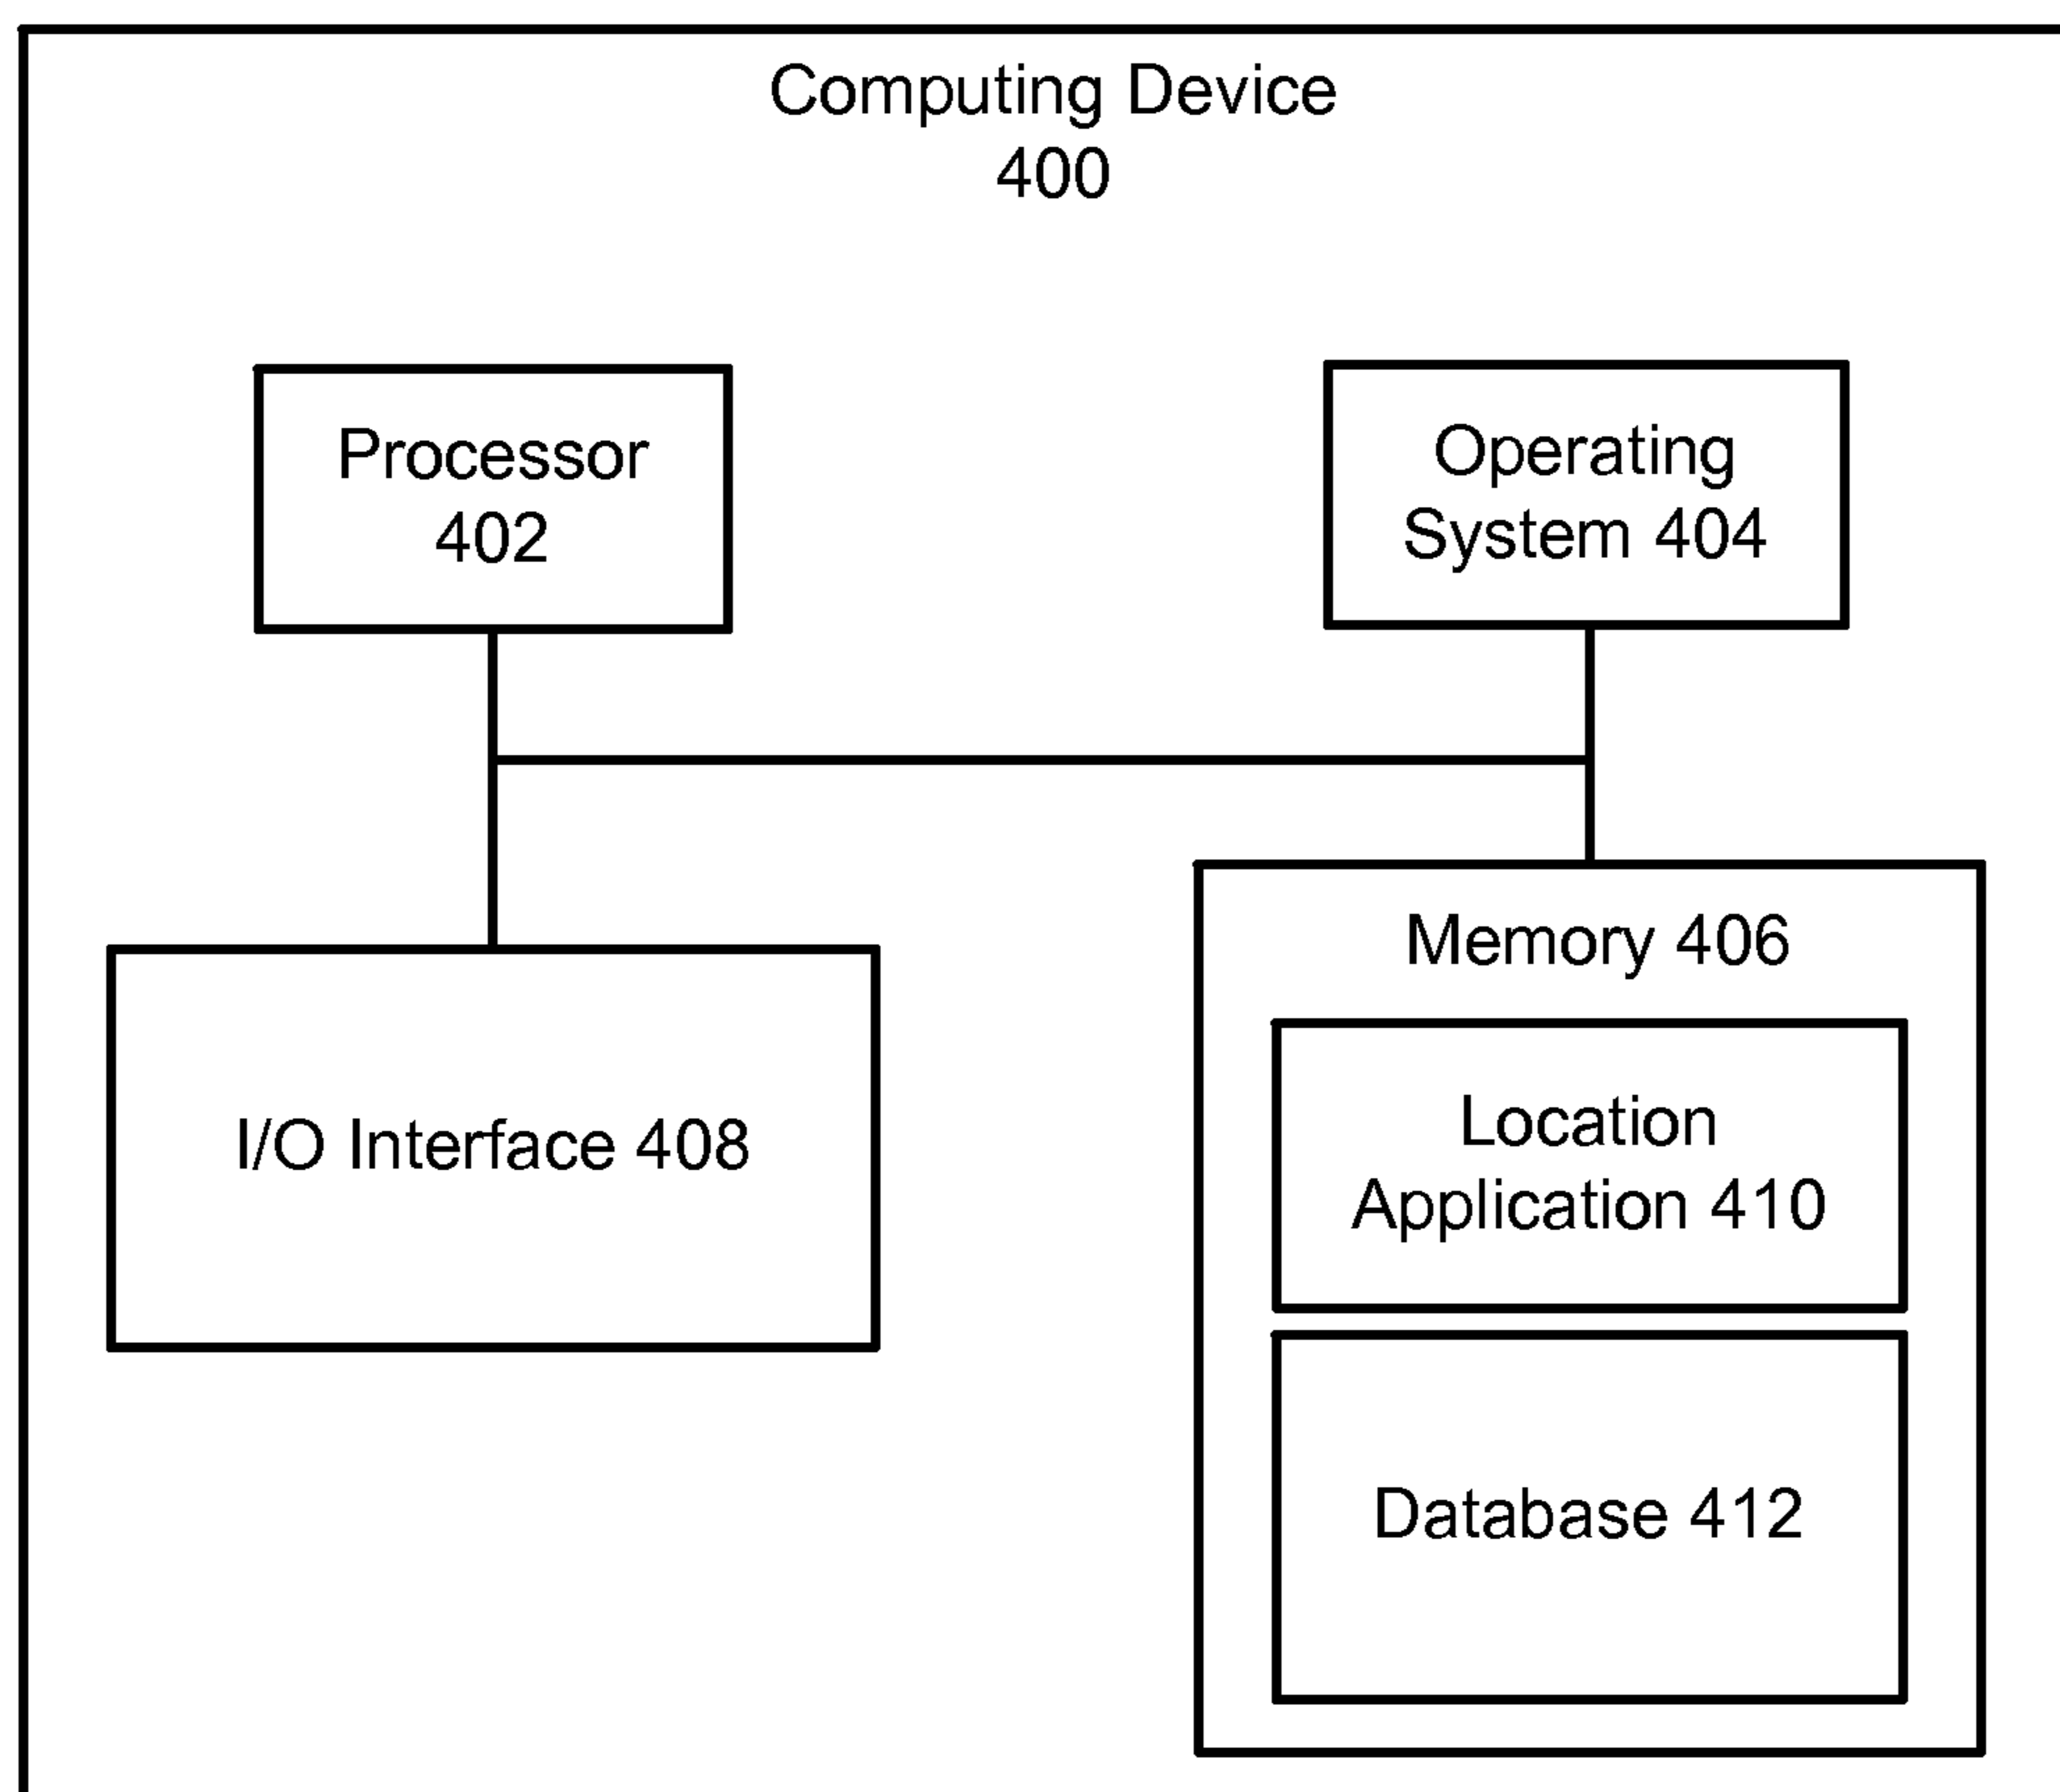 Computing Device
400
Processor
402
Operating
System 404
I/O Interface 408
Memory 406
Location
Application 410
Database 412